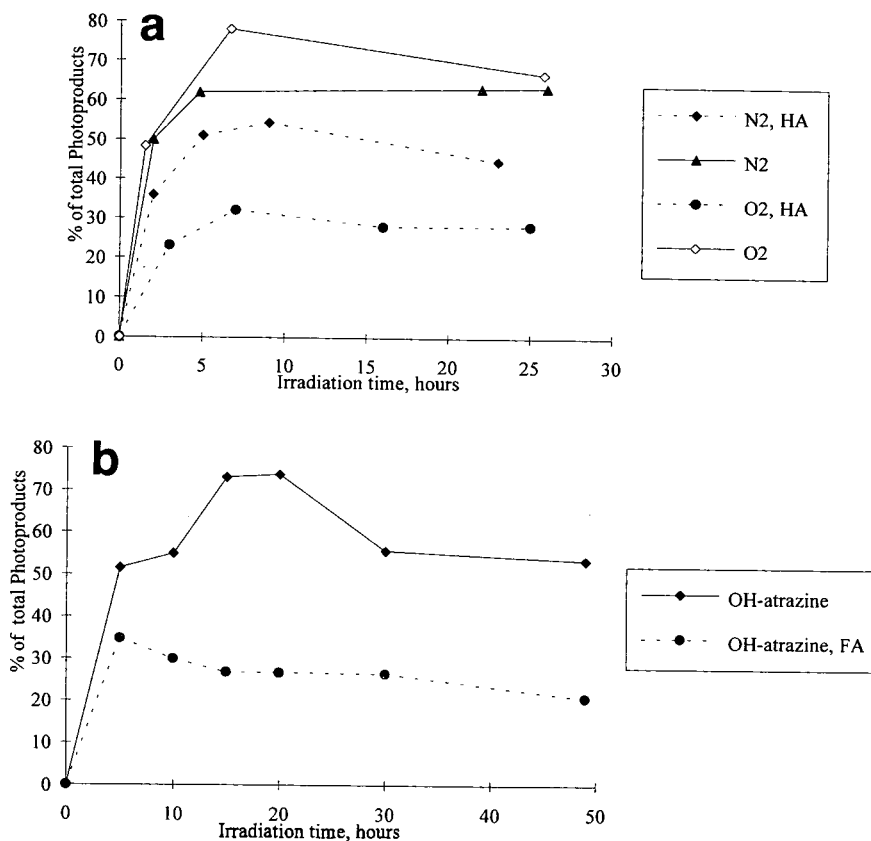 a
% of total Photoproducts
80
70
60
50
40
30
20
10
0
0 5 10 15 20 25 30
Irradiation time, hours
N2, HA
N2
O2, HA
O2
b
% of total Photoproducts
80
70
60
50
40
30
20
10
0
0 10 20 30 40 50
Irradiation time, hours
OH-atrazine
OH-atrazine, FA